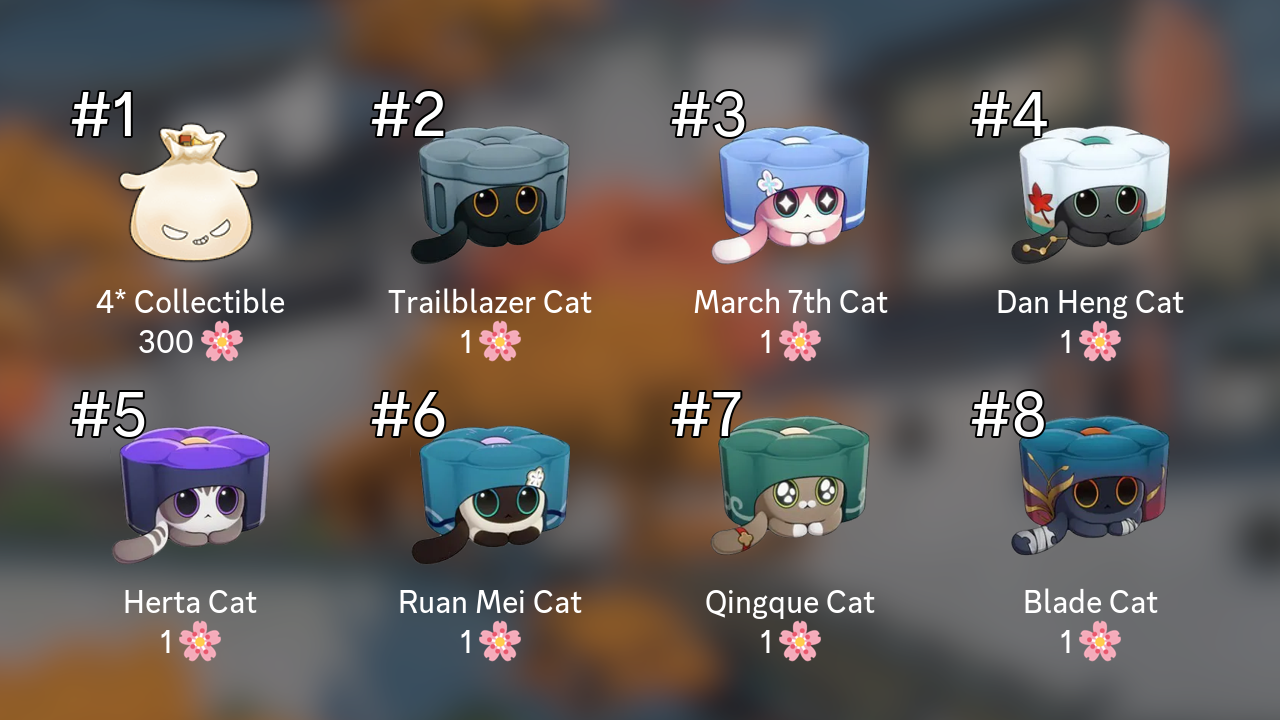 #1
#2
#3
#4
4* Collectible
300
Trailblazer Cat
1
March 7th Cat
1
Dan Heng Cat
1
#5
#6
#7
#8
Herta Cat
1
Ruan Mei Cat
1
Qingque Cat
1
Blade Cat
1